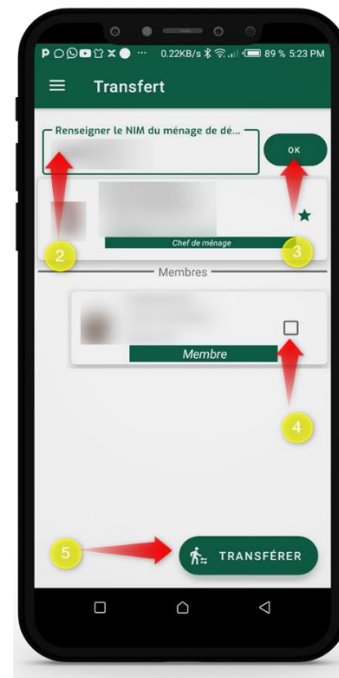 0.22KB/s 89 % 5:23 PM
Transfert
Renseigner le NIM du ménage de dé...
OK
2
3
Chef de ménage
Membres
Membre
4
5
TRANSFÉRER